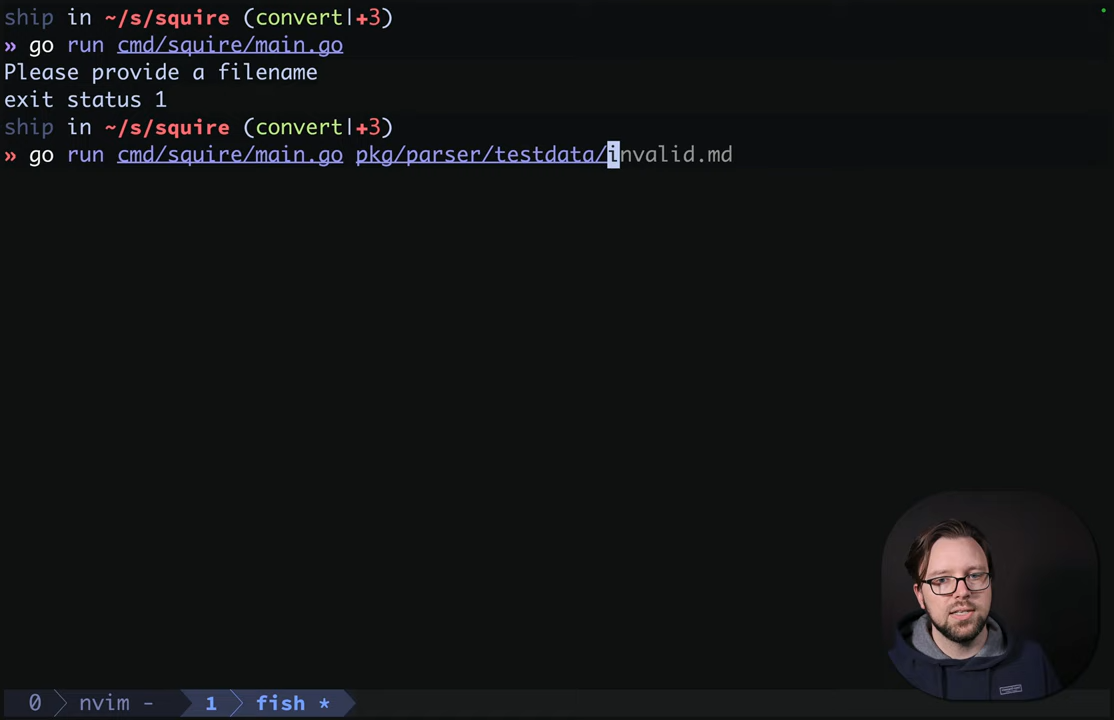 ship in ~/s/squire (convert|+3)
» go run cmd/squire/main.go
Please provide a filename
exit status 1
ship in ~/s/squire (convert|+3)
» go run cmd/squire/main.go pkg/parser/testdata/invalid.md
0 nvim - 1 fish *